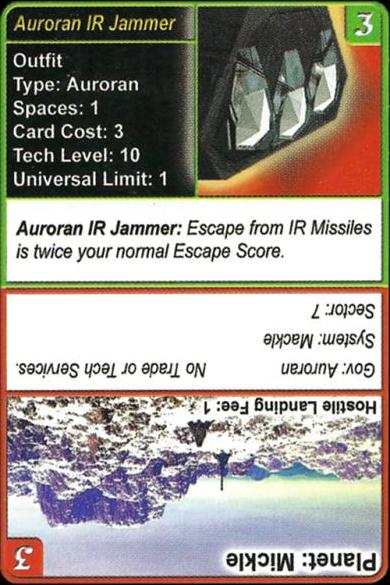 Auroran IR Jammer
3
Outfit
Type: Auroran
Spaces: 1
Card Cost: 3
Tech Level: 10
Universal Limit: 1
Auroran IR Jammer: Escape from IR Missiles
is twice your normal Escape Score.
Planet: Mickle
3
Hostile Landing Fee: 1
Gov: Auroran No Trade or Tech Services.
System: Mackle
Sector: 7